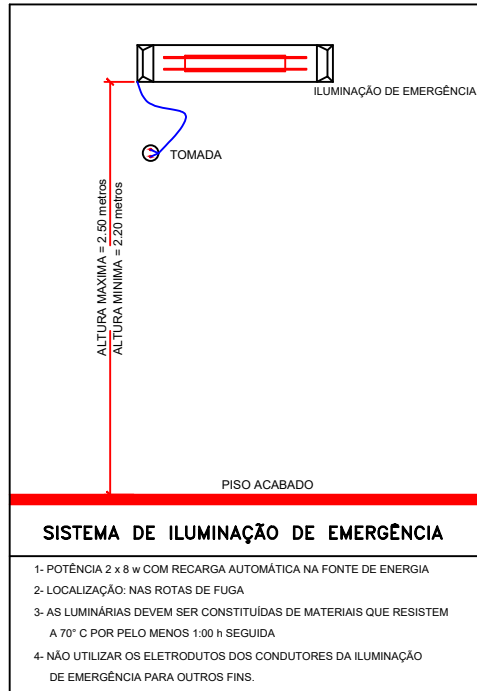 ILUMINAÇÃO DE EMERGÊNCIA
TOMADA
ALTURA MAXIMA = 2.50 metros
ALTURA MINIMA = 2.20 metros
PISO ACABADO
SISTEMA DE ILUMINAÇÃO DE EMERGÊNCIA
1- POTÊNCIA 2 x 8 w COM RECARGA AUTOMÁTICA NA FONTE DE ENERGIA
2- LOCALIZAÇÃO: NAS ROTAS DE FUGA
3- AS LUMINÁRIAS DEVEM SER CONSTITUÍDAS DE MATERIAIS QUE RESISTEM
A 70° C POR PELO MENOS 1:00 h SEGUIDA
4- NÃO UTILIZAR OS ELETRODUTOS DOS CONDUTORES DA ILUMINAÇÃO
DE EMERGÊNCIA PARA OUTROS FINS.